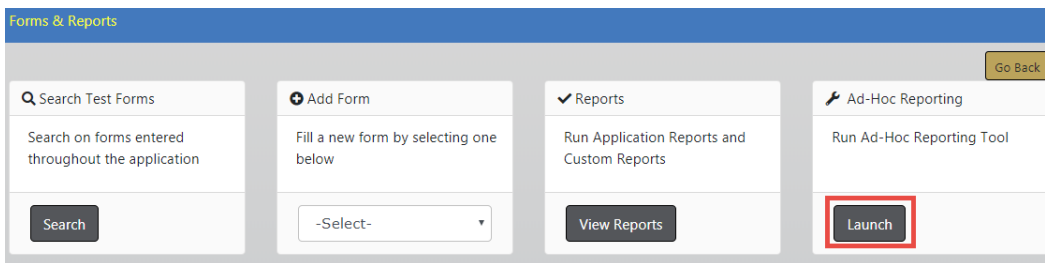 Forms & Reports
Go Back
Search Test Forms
Search on forms entered
throughout the application
Search
Add Form
Fill a new form by selecting one
below
-Select-
Reports
Run Application Reports and
Custom Reports
View Reports
Ad-Hoc Reporting
Run Ad-Hoc Reporting Tool
Launch